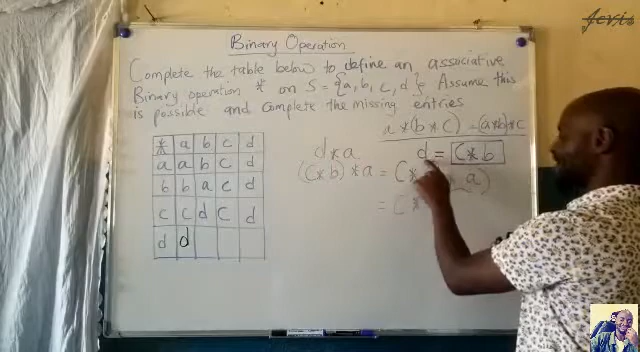 Jevis
Binary Operation
Complete the table below to define an associative
Binary operation * on S = {a, b, c, d}. Assume this
is possible and complete the missing entries
a * (b * c) = (a*b)*c
* a b c d
a a b c d
b b a c d
c c d c d
d d
d*a
d = C*b
(C*b)*a = C* a)
= C*